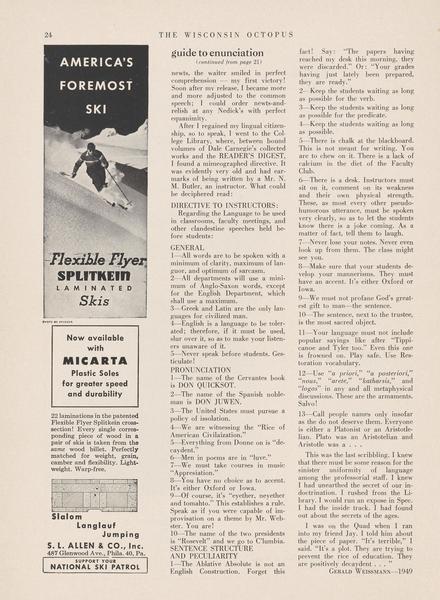 24
THE WISCONSIN OCTOPUS
AMERICA'S
FOREMOST
SKI
Flexible Flyer
SPLITKEIN
LAMINATED
Skis
Now available
with
MICARTA
Plastic Soles
for greater speed
and durability
22 laminations in the patented
Flexible Flyer Splitkein cross-
section! Every single corres-
ponding piece of wood in a
pair of skis is taken from the
same wood billet. Perfectly
matched for weight, grain,
camber and flexibility. Light-
weight. Warp-free.
Slalom
Langlauf
Jumping
S. L. ALLEN & CO., Inc.
487 Glenwood Ave., Phila. 40, Pa.
SUPPORT YOUR
NATIONAL SKI PATROL
guide to enunciation
(continued from page 21)
newts, the waiter smiled in perfect
comprehension — my first victory!
Soon after my release, I became more
and more adjusted to the common
speech; I could order newts-and-
relish at any Nedick's with perfect
equanimity.
After I regained my lingual citizen-
ship, so to speak, I went to the Col-
lege Library, where, between bound
volumes of Dale Carnegie's collected
works and the READER'S DIGEST,
I found a mimeographed directive. It
was evidently very old and had ear-
marks of being written by a Mr. N.
M. Butler, an instructor. What could
be deciphered read:
DIRECTIVE TO INSTRUCTORS:
Regarding the Language to be used
in classrooms, faculty meetings, and
other clandestine speeches held be-
fore students:
GENERAL
1—All words are to be spoken with a
minimum of clarity, maximum of lan-
guor, and optimum of sarcasm.
2—All departments will use a mini-
mum of Anglo-Saxon words, except
for the English Department, which
shall use a maximum.
3—Greek and Latin are the only lan-
guages for civilized man.
4—English is a language to be toler-
ated; therefore, if it must be used,
slur over it, so as to make your listen-
ers unaware of it.
5—Never speak before students. Ges-
ticulate!
PRONUNCIATION
1—The name of the Cervantes book
is DON QUICKSOT.
2—The name of the Spanish noble-
man is DON JUWEN.
3—The United States must pursue a
policy of isolation.
4—We are witnessing the "Rice of
American Civilaization."
5—Everything from Donne on is "de-
caydent."
6—Men in poems are in "luve."
7—We must take courses in music
"Appresiation."
8—You have no choice as to accent.
It's either Oxford or Iowa.
9—Of course, it's "eyether, neyether
and tomahto." This establishes a rule.
Speak as if you were capable of im-
provisation on a theme by Mr. Web-
ster. You are!
10—The name of the two presidents
is "Rosevelt" and we go to C'lumbia.
SENTENCE STRUCTURE
AND PECULIARITY
1—The Ablative Absolute is not an
English Construction. Forget this
fact! Say: "The papers having
reached my desk this morning, they
were discarded." Or: "Your grades
having just lately been prepared,
they are ready."
2—Keep the students waiting as long
as possible for the verb.
3—Keep the students waiting as long
as possible for the predicate.
4—Keep the students waiting as long
as possible.
5—There is chalk at the blackboard.
This is not meant for writing. You
are to chew on it. There is a lack of
calcium in the diet of the Faculty
Club.
6—There is a desk. Instructors must
sit on it, comment on its weakness
and their own physical strength.
These, as most every other pseudo-
humorous utterance, must be spoken
very clearly, so as to let the students
know there is a joke coming. As a
matter of fact, tell them to laugh.
7—Never lose your notes. Never even
look up from them. The class might
see you.
8—Make sure that your students de-
velop your mannerisms. They must
have an accent. It's either Oxford or
Iowa.
9—We must not profane God's great-
est gift to man—the sentence.
10—The sentence, next to the trustee,
is the most sacred object.
11—Your language must not include
popular sayings like after "Tippi-
canoe and Tyler too." Even this one
is frowned on. Play safe. Use Res-
toration vocabulary.
12—Use "a priori," "a posteriori,"
"nous," "arete," "katharsis," and
"logos" in any and all metaphysical
discussions. These are the armaments.
Salvo!
13—Call people names only insofar
as the do not deserve them. Everyone
is either a Platonist or an Aristote-
lian. Plato was an Aristotelian and
Aristotle was a . . .
This was the last scribbling. I knew
that there must be some reason for the
sinister uniformity of language
among the professorial staff. I knew
I had unearthed the secret of our in-
doctrination. I rushed from the Li-
brary. I would run an expose in Spec.
I had the inside track. I had found
out about the secrets of the ages.
I was on the Quad when I ran
into my friend Jay. I told him about
the piece of paper. "It's terrible," I
said. "It's a plot. They are trying to
prevent the rice of education. They
are positively decaydent . . . "
GERALD WEISSMANN—1949